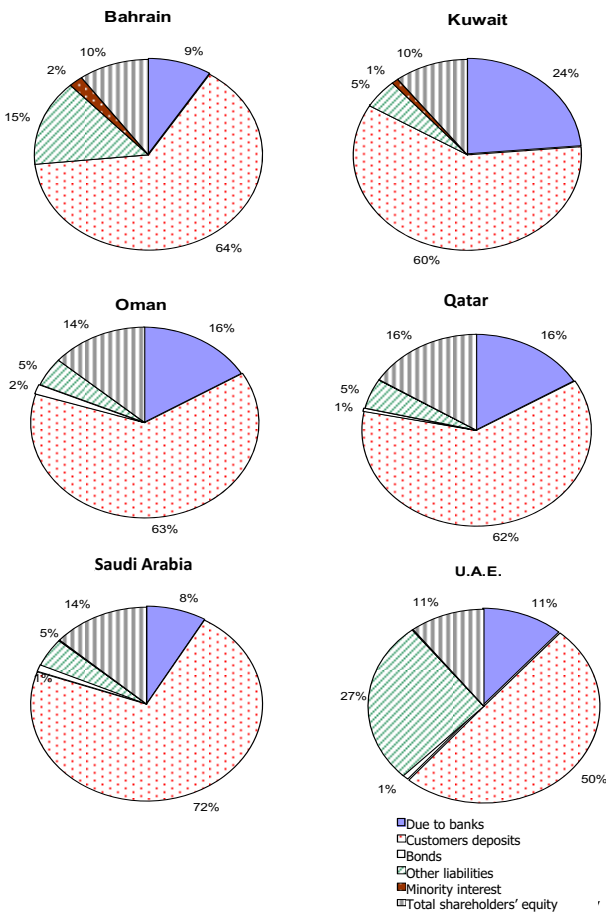 Bahrain
10%
9%
2%
15%
64%
Kuwait
10%
1%
24%
5%
60%
Oman
14%
16%
5%
2%
63%
Qatar
16%
16%
5%
1%
62%
Saudi Arabia
14%
8%
5%
1%
72%
U.A.E.
11%
11%
27%
1%
50%
Due to banks
Customers deposits
Bonds
Other liabilities
Minority interest
Total shareholders' equity